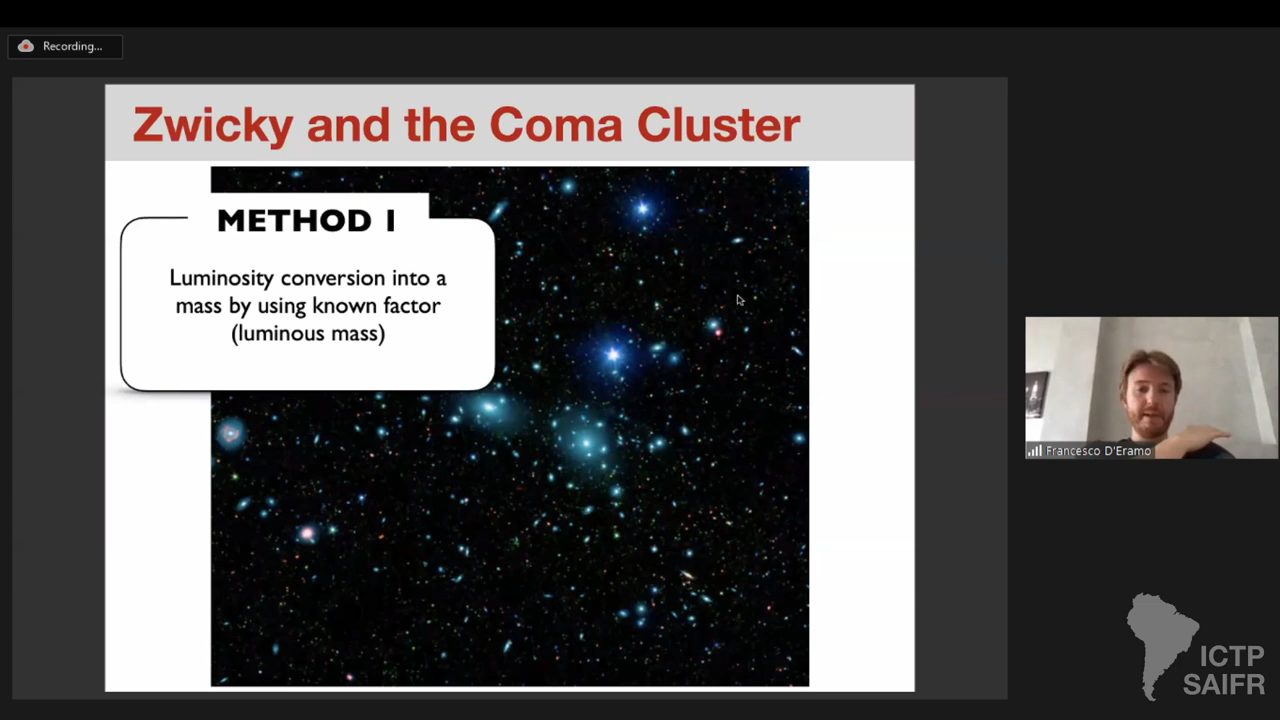 Recording...
Zwicky and the Coma Cluster
METHOD 1
Luminosity conversion into a
mass by using known factor
(luminous mass)
Francesco D'Eramo
ICTP
SAIFR